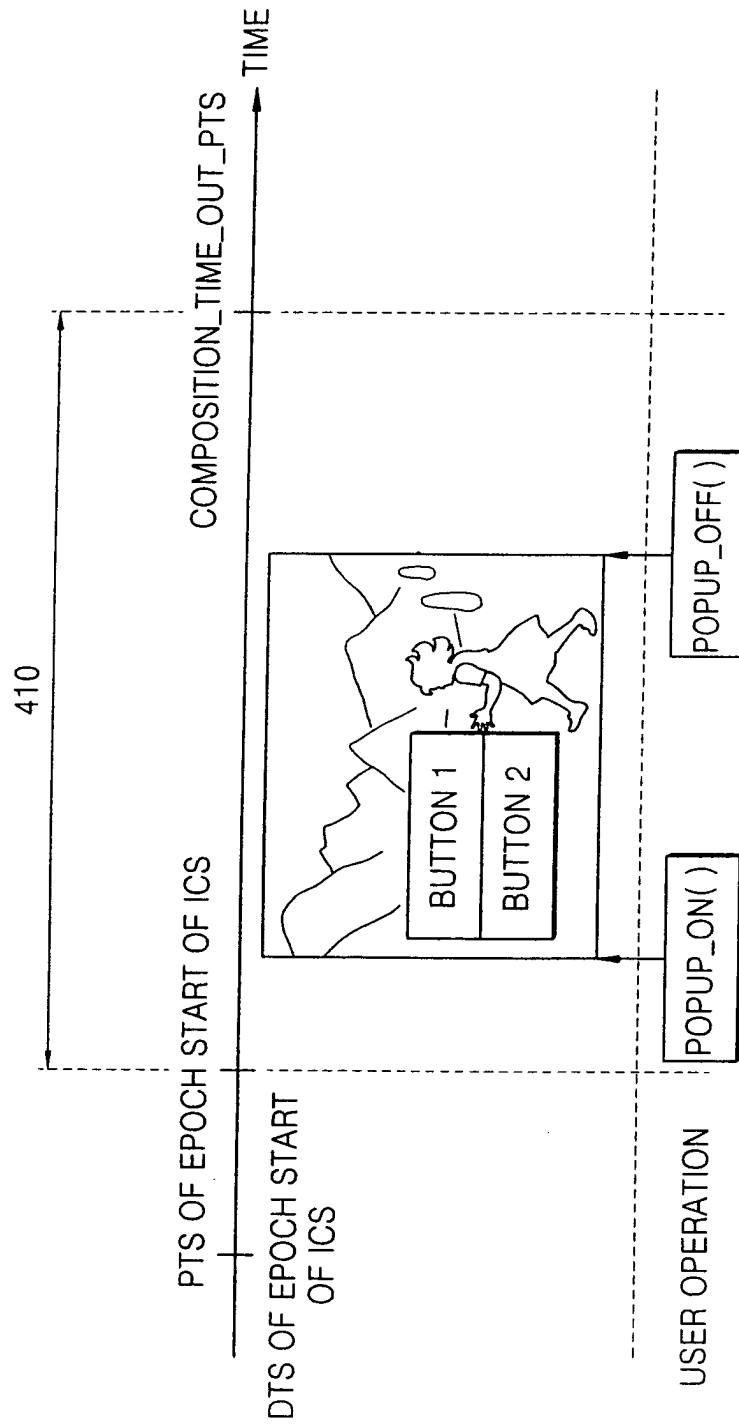 410
PTS OF EPOCH START OF ICS
COMPOSITION_TIME_OUT_PTS
TIME
DTS OF EPOCH START
OF ICS
BUTTON 1
BUTTON 2
USER OPERATION
POPUP_ON( )
POPUP_OFF( )